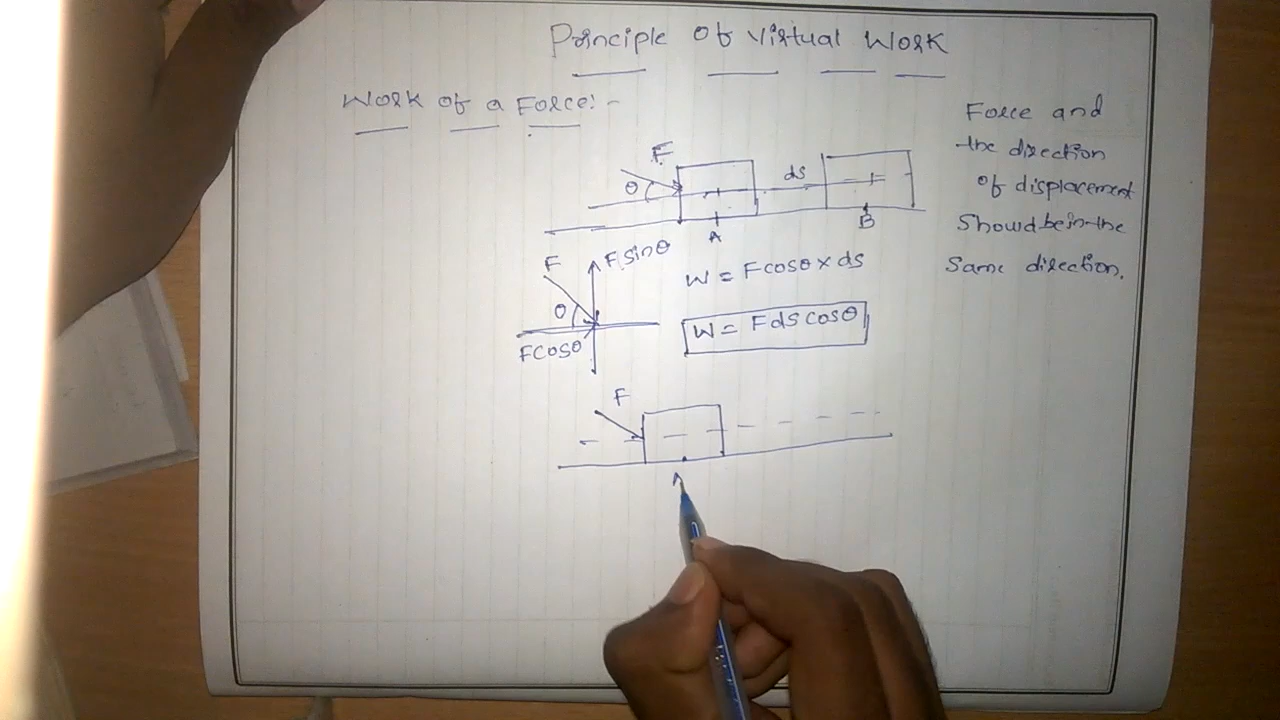 Principle Of Virtual Work
Work of a Force:-
Force and
the direction
of displacement
Should be in the
Same direction.
F
θ
ds
A
B
F
F sinθ
θ
F cosθ
W = F cosθ × ds
W = F ds cosθ
F